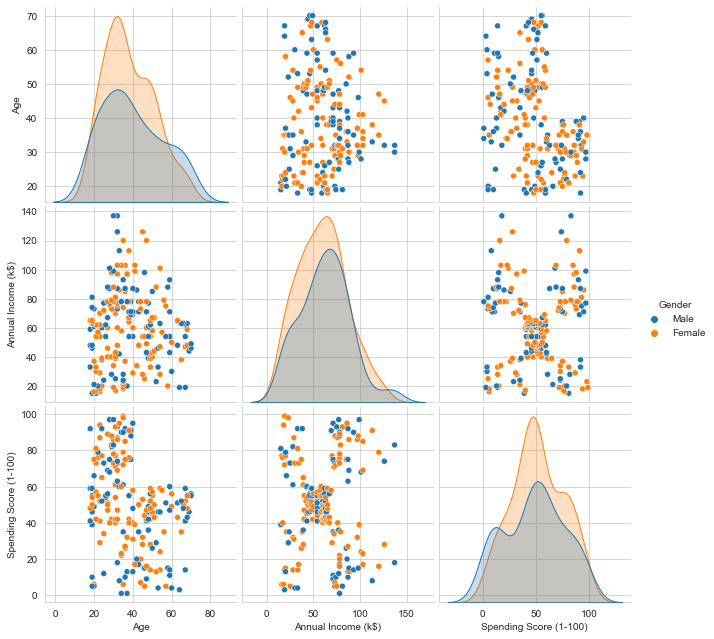 70
60
50
40
30
20
Age
140
120
100
80
60
40
20
Annual Income (k$)
Gender
Male
Female
100
80
60
40
20
0
Spending Score (1-100)
0 20 40 60 80
0 50 100 150
0 50 100
Age
Annual Income (k$)
Spending Score (1-100)